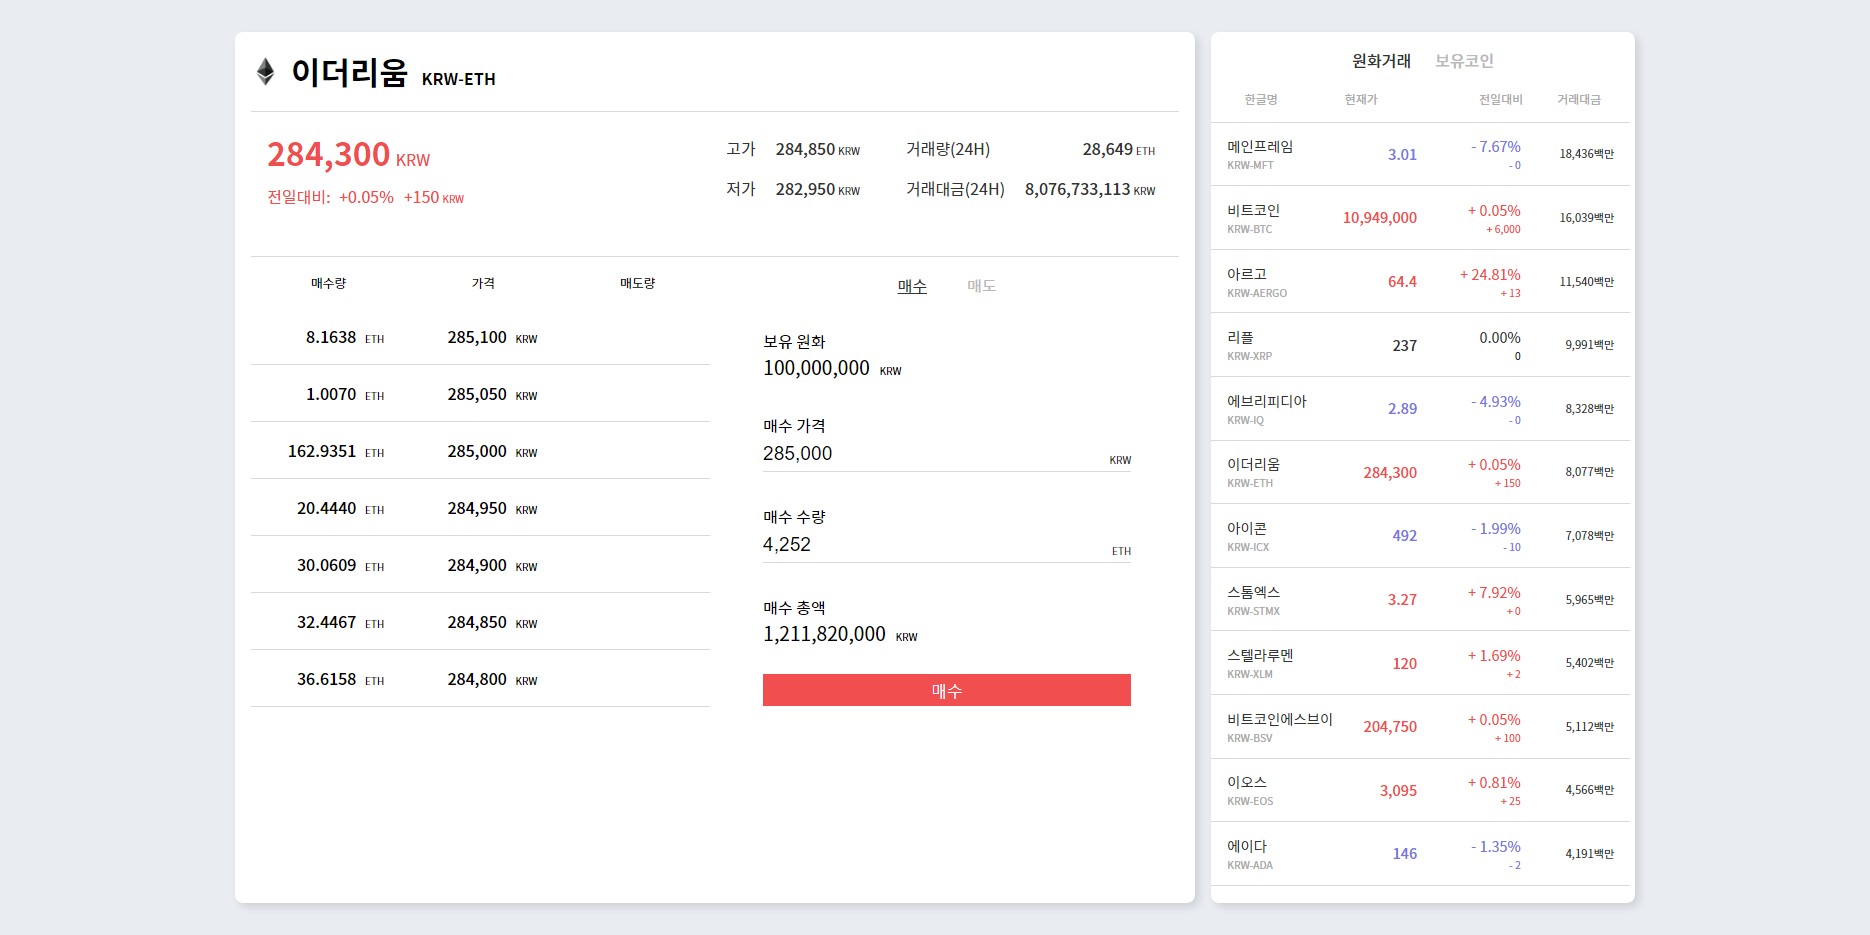 이더리움 KRW-ETH
284,300 KRW
전일대비: +0.05% +150 KRW
고가 284,850 KRW 거래량(24H) 28,649 ETH
저가 282,950 KRW 거래대금(24H) 8,076,733,113 KRW
매수량 가격 매도량
8.1638 ETH 285,100 KRW
1.0070 ETH 285,050 KRW
162.9351 ETH 285,000 KRW
20.4440 ETH 284,950 KRW
30.0609 ETH 284,900 KRW
32.4467 ETH 284,850 KRW
36.6158 ETH 284,800 KRW
매수 매도
보유 원화
100,000,000 KRW
매수 가격
285,000 KRW
매수 수량
4,252 ETH
매수 총액
1,211,820,000 KRW
매수
원화거래 보유코인
한글명 현재가 전일대비 거래대금
메인프레임 3.01 - 7.67% 18,436백만
KRW-MFT - 0
비트코인 10,949,000 + 0.05% 16,039백만
KRW-BTC + 6,000
아르고 64.4 + 24.81% 11,540백만
KRW-AERGO + 13
리플 237 0.00% 9,991백만
KRW-XRP 0
에브리피디아 2.89 - 4.93% 8,328백만
KRW-IQ - 0
이더리움 284,300 + 0.05% 8,077백만
KRW-ETH + 150
아이콘 492 - 1.99% 7,078백만
KRW-ICX - 10
스톰엑스 3.27 + 7.92% 5,965백만
KRW-STMX + 0
스텔라루멘 120 + 1.69% 5,402백만
KRW-XLM + 2
비트코인에스브이 204,750 + 0.05% 5,112백만
KRW-BSV + 100
이오스 3,095 + 0.81% 4,566백만
KRW-EOS + 25
에이다 146 - 1.35% 4,191백만
KRW-ADA - 2